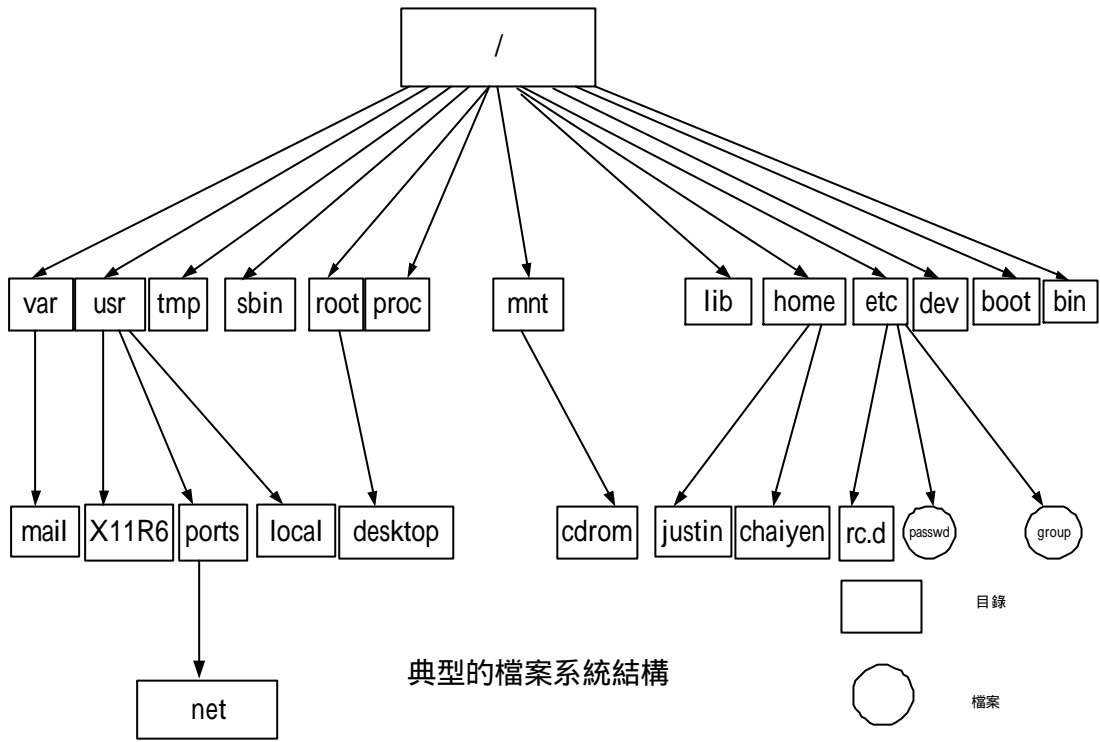 /
var usr tmp sbin root proc mnt lib home etc dev boot bin
mail X11R6 ports local desktop cdrom justin chaiyen rc.d passwd group
目錄
典型的檔案系統結構
檔案
net